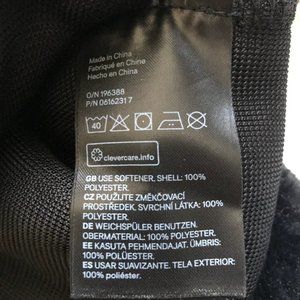 Made in China
Fabriqué en Chine
Hecho en China
O/N 196388
P/N 06162317
40
clevercare.info
GB USE SOFTENER. SHELL: 100%
POLYESTER.
CZ POUŽIJTE ZMĚKČOVACÍ
PROSTŘEDEK. SVRCHNÍ LÁTKA: 100%
POLYESTER.
DE WEICHSPÜLER BENUTZEN.
OBERMATERIAL: 100% POLYESTER
EE KASUTA PEHMENDAJAT. ÜMBRIS:
100% POLÜESTER.
ES USAR SUAVIZANTE. TELA EXTERIOR:
100% poliéster.